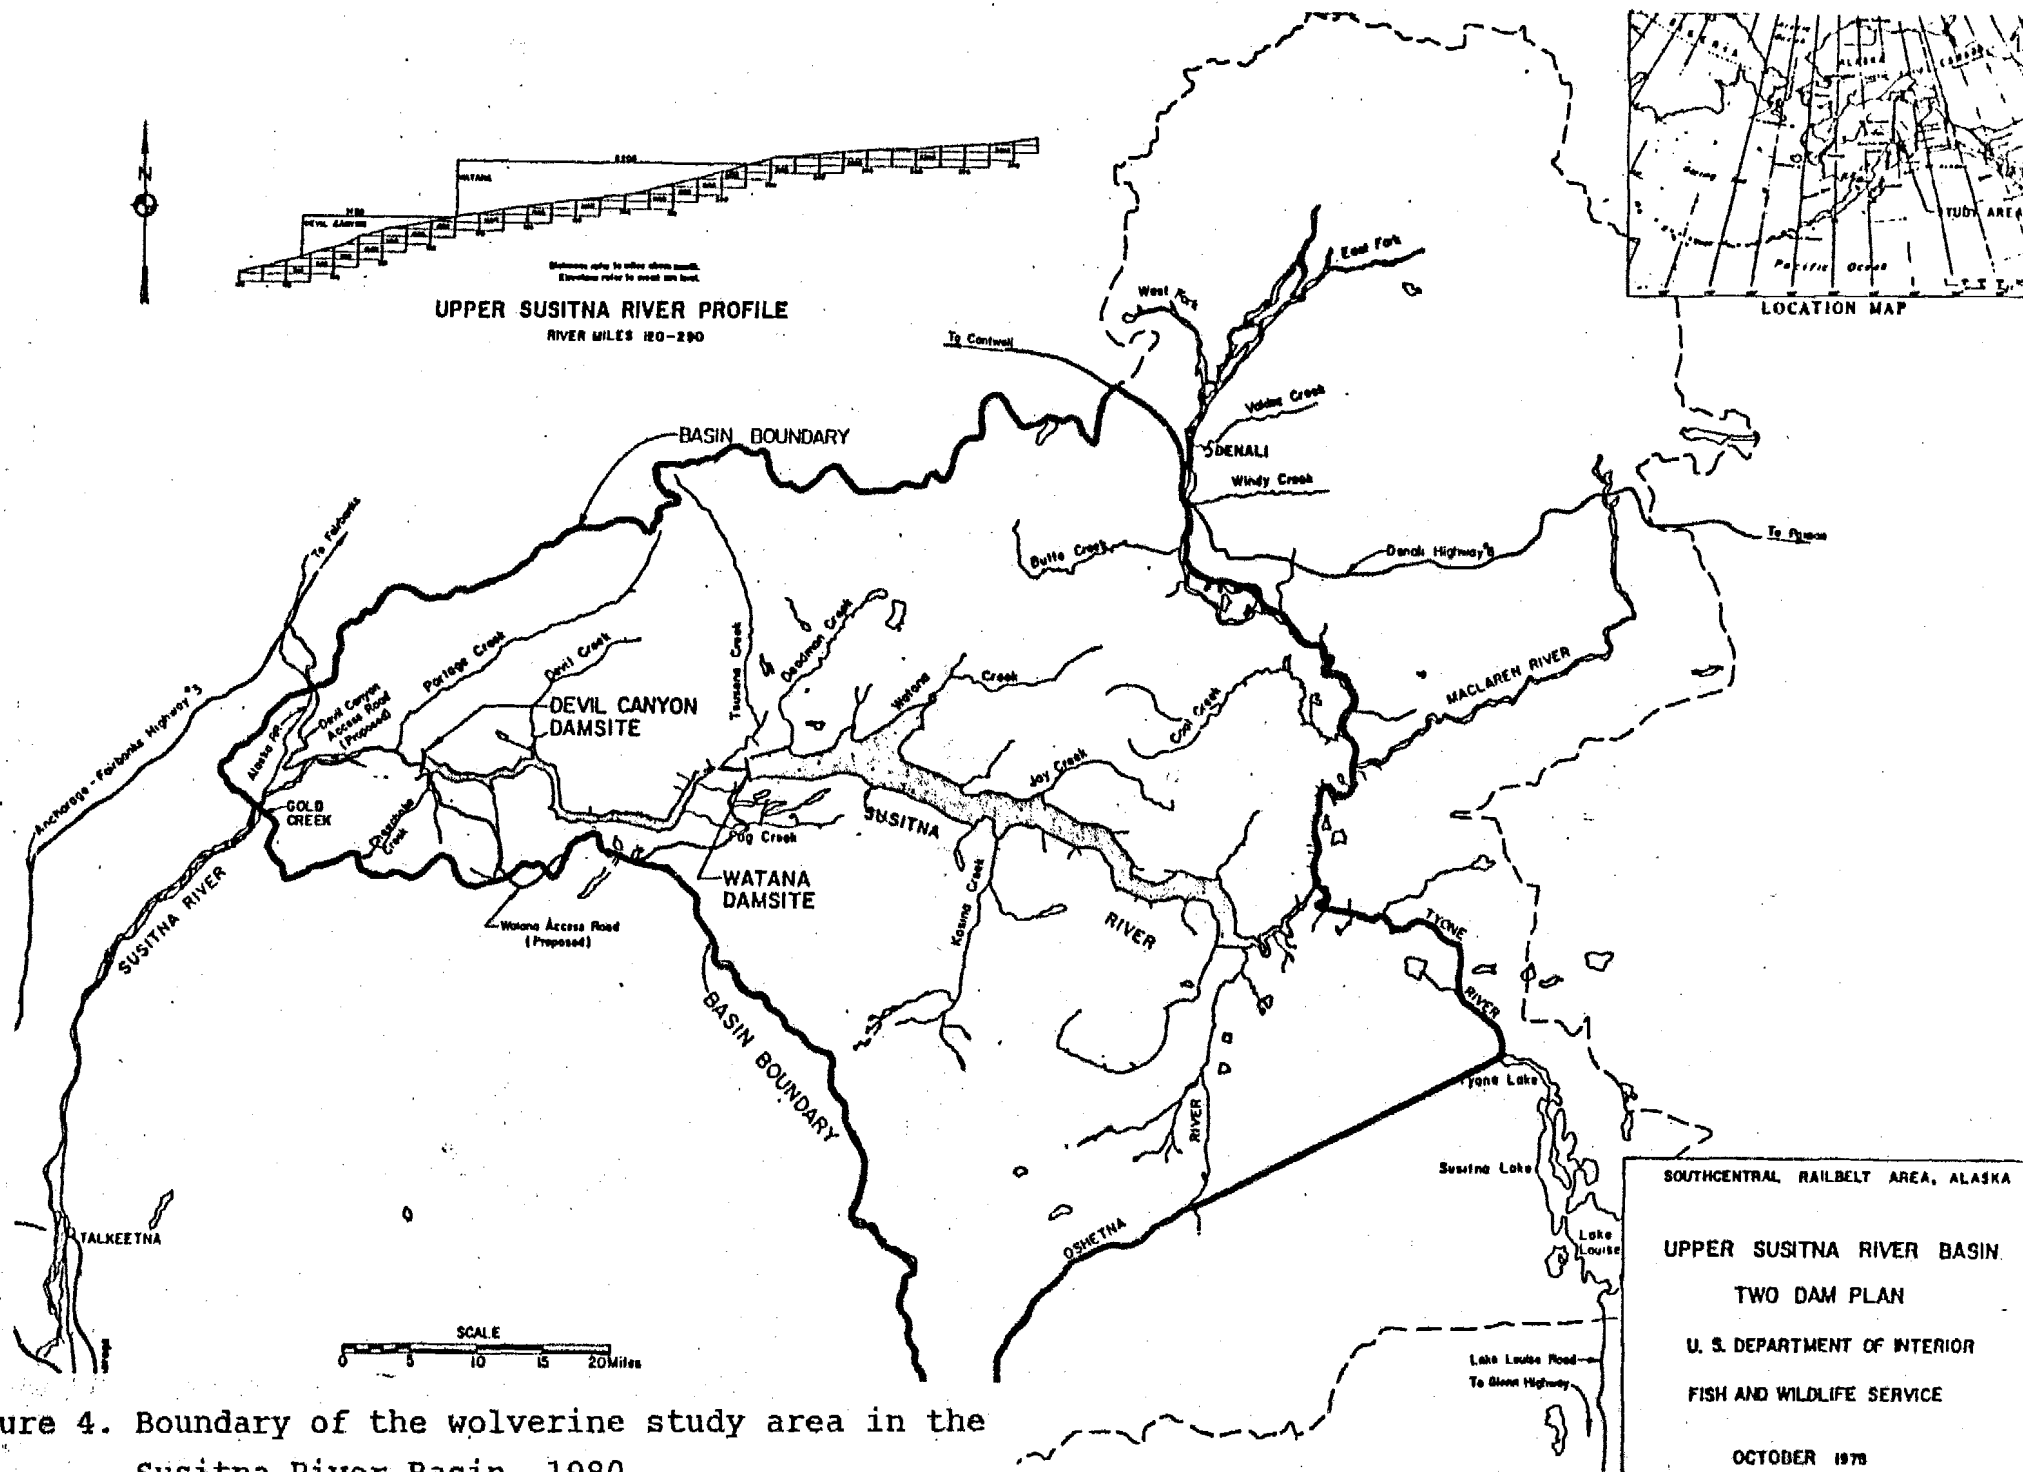 N
WATANA
DEVIL CANYON
UPPER SUSITNA RIVER PROFILE
RIVER MILES 120-290
LOCATION MAP
ALASKA
Pacific Ocean
STUDY AREA
To Cantwell
West Fork
East Fork
Valdez Creek
DENALI
Windy Creek
BASIN BOUNDARY
To Fairbanks
Butte Creek
Denali Highway
To Paxson
Portage Creek
Devil Creek
Tsusena Creek
Deadman Creek
Watana
Creek
Coal Creek
MACLAREN RIVER
Anchorage - Fairbanks Highway #3
Alaska RR
Devil Canyon
Access Road
(Proposed)
DEVIL CANYON
DAMSITE
Jay Creek
GOLD
CREEK
Creek
SUSITNA
Fog Creek
WATANA
DAMSITE
Kosina Creek
RIVER
TYONE
RIVER
SUSITNA RIVER
Watana Access Road
(Proposed)
BASIN BOUNDARY
Tyone Lake
RIVER
Susitna Lake
OSHETNA
Lake
Louise
TALKEETNA
SCALE
0 5 10 15 20 Miles
Lake Louise Road
To Glenn Highway
SOUTHCENTRAL RAILBELT AREA, ALASKA
UPPER SUSITNA RIVER BASIN
TWO DAM PLAN
U. S. DEPARTMENT OF INTERIOR
FISH AND WILDLIFE SERVICE
OCTOBER 1978
ure 4. Boundary of the wolverine study area in the
Susitna River Basin, 1980